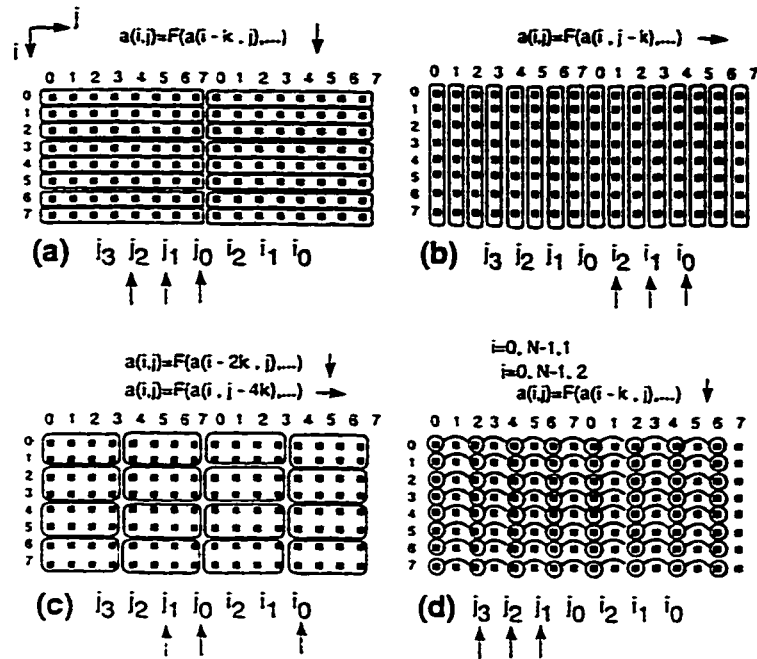 j
i
a(i,j)=F(a(i - k , j),...)
0 1 2 3 4 5 6 7 0 1 2 3 4 5 6 7
0
1
2
3
4
5
6
7
(a) j3 j2 j1 j0 i2 i1 i0
a(i,j)=F(a(i , j - k),...)
0 1 2 3 4 5 6 7 0 1 2 3 4 5 6 7
0
1
2
3
4
5
6
7
(b) j3 j2 j1 j0 i2 i1 i0
a(i,j)=F(a(i - 2k , j),...)
a(i,j)=F(a(i , j - 4k),...)
0 1 2 3 4 5 6 7 0 1 2 3 4 5 6 7
0
1
2
3
4
5
6
7
(c) j3 j2 j1 j0 i2 i1 i0
i=0, N-1,1
j=0, N-1, 2
a(i,j)=F(a(i - k , j),...)
0 1 2 3 4 5 6 7 0 1 2 3 4 5 6 7
0
1
2
3
4
5
6
7
(d) j3 j2 j1 j0 i2 i1 i0